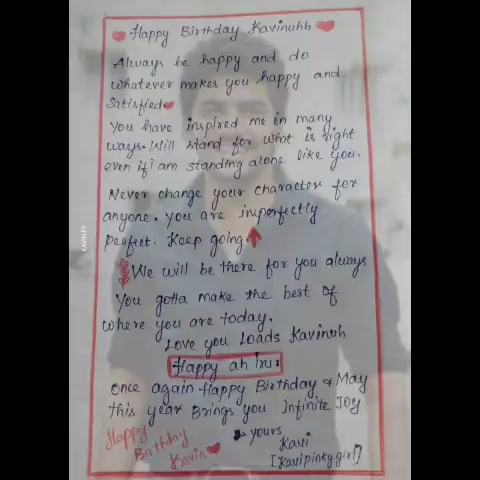 Happy Birthday Kavinuhh
Always be happy and do
whatever makes you happy and
satisfied
You have inspired me in many
ways. Will stand for what is right
even if i am standing alone like you.
Never change your character for
anyone. you are imperfectly
perfect. Keep going.
We will be there for you always
You gotta make the best of
where you are today.
Love you Loads Kavinuh
Happy ah iru.
Once again Happy Birthday & May
this year Brings you Infinite Joy
Happy
Birthday
Kavin
yours
Kavi
[Kavipinkygirl]